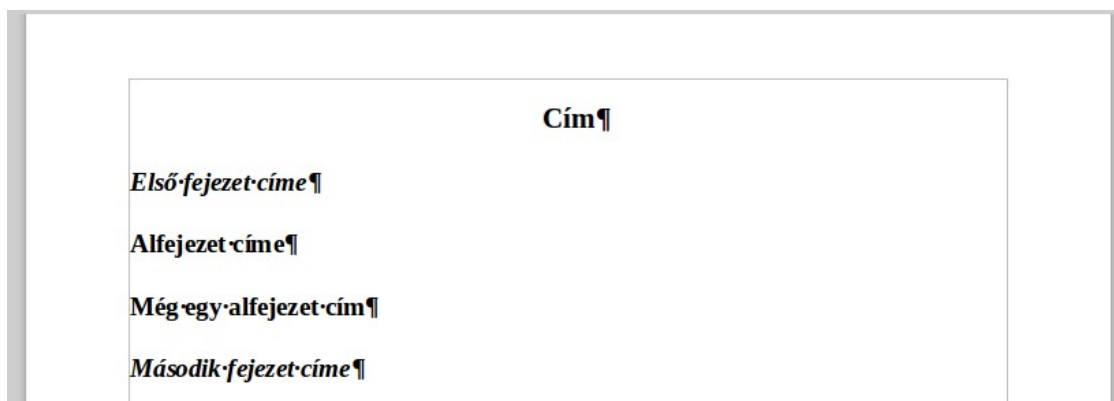 Cím¶
Első·fejezet·címe¶
Alfejezet·címe¶
Még·egy·alfejezet·cím¶
Második·fejezet·címe¶